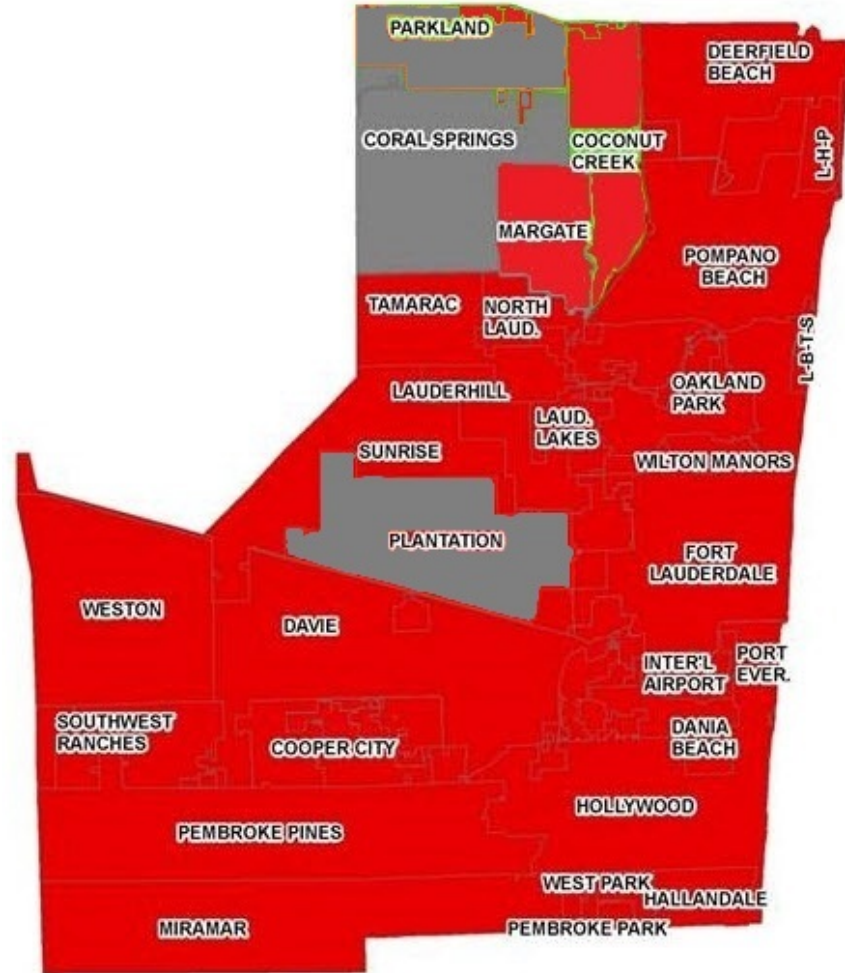 PARKLAND
DEERFIELD
BEACH
CORAL SPRINGS
COCONUT
CREEK
L-H-P
MARGATE
POMPANO
BEACH
TAMARAC
NORTH
LAUD.
L-B-T-S
LAUDERHILL
OAKLAND
PARK
LAUD.
LAKES
SUNRISE
WILTON MANORS
PLANTATION
FORT
LAUDERDALE
WESTON
DAVIE
INTER'L
AIRPORT
PORT
EVER.
SOUTHWEST
RANCHES
COOPER CITY
DANIA
BEACH
HOLLYWOOD
PEMBROKE PINES
WEST PARK
HALLANDALE
MIRAMAR
PEMBROKE PARK